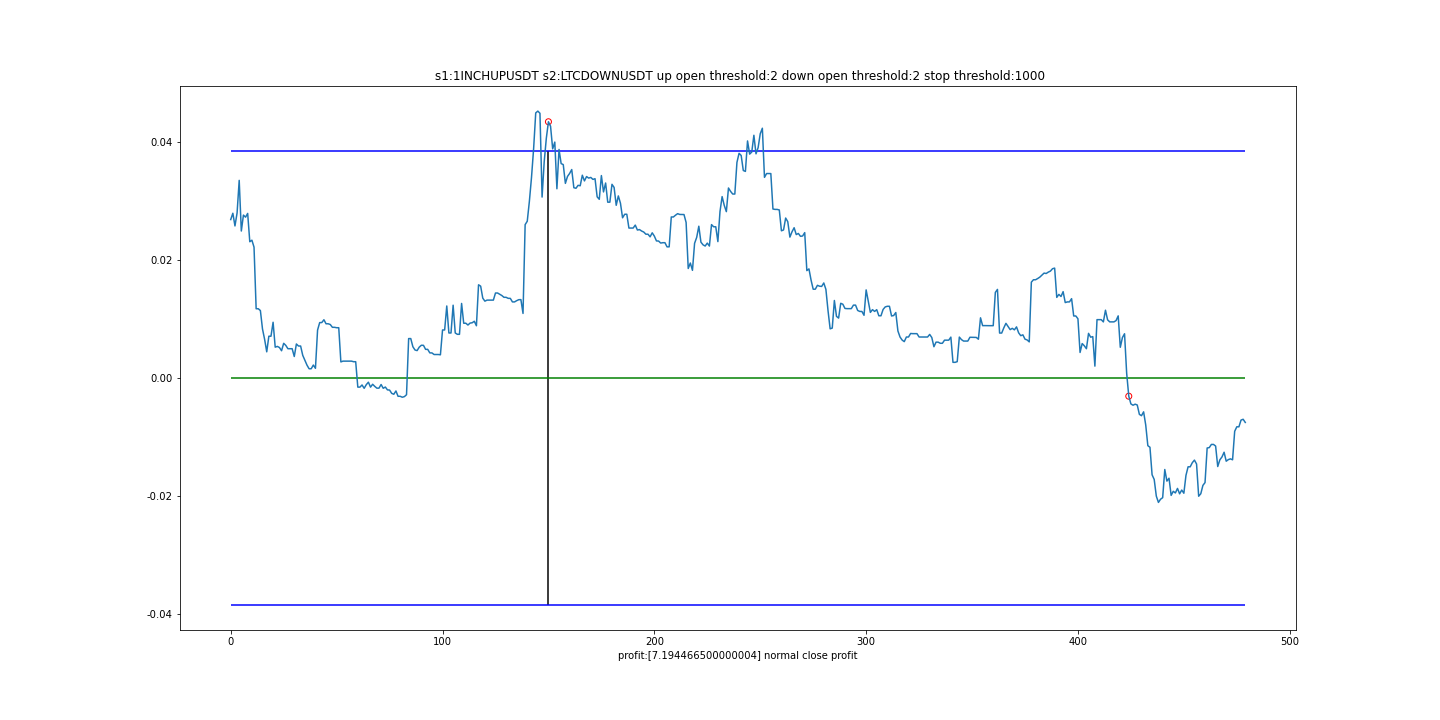 s1:1INCHUPUSDT s2:LTCDOWNUSDT up open threshold:2 down open threshold:2 stop threshold:1000
0.04
0.02
0.00
-0.02
-0.04
0 100 200 300 400 500
profit:[7.194466500000004] normal close profit